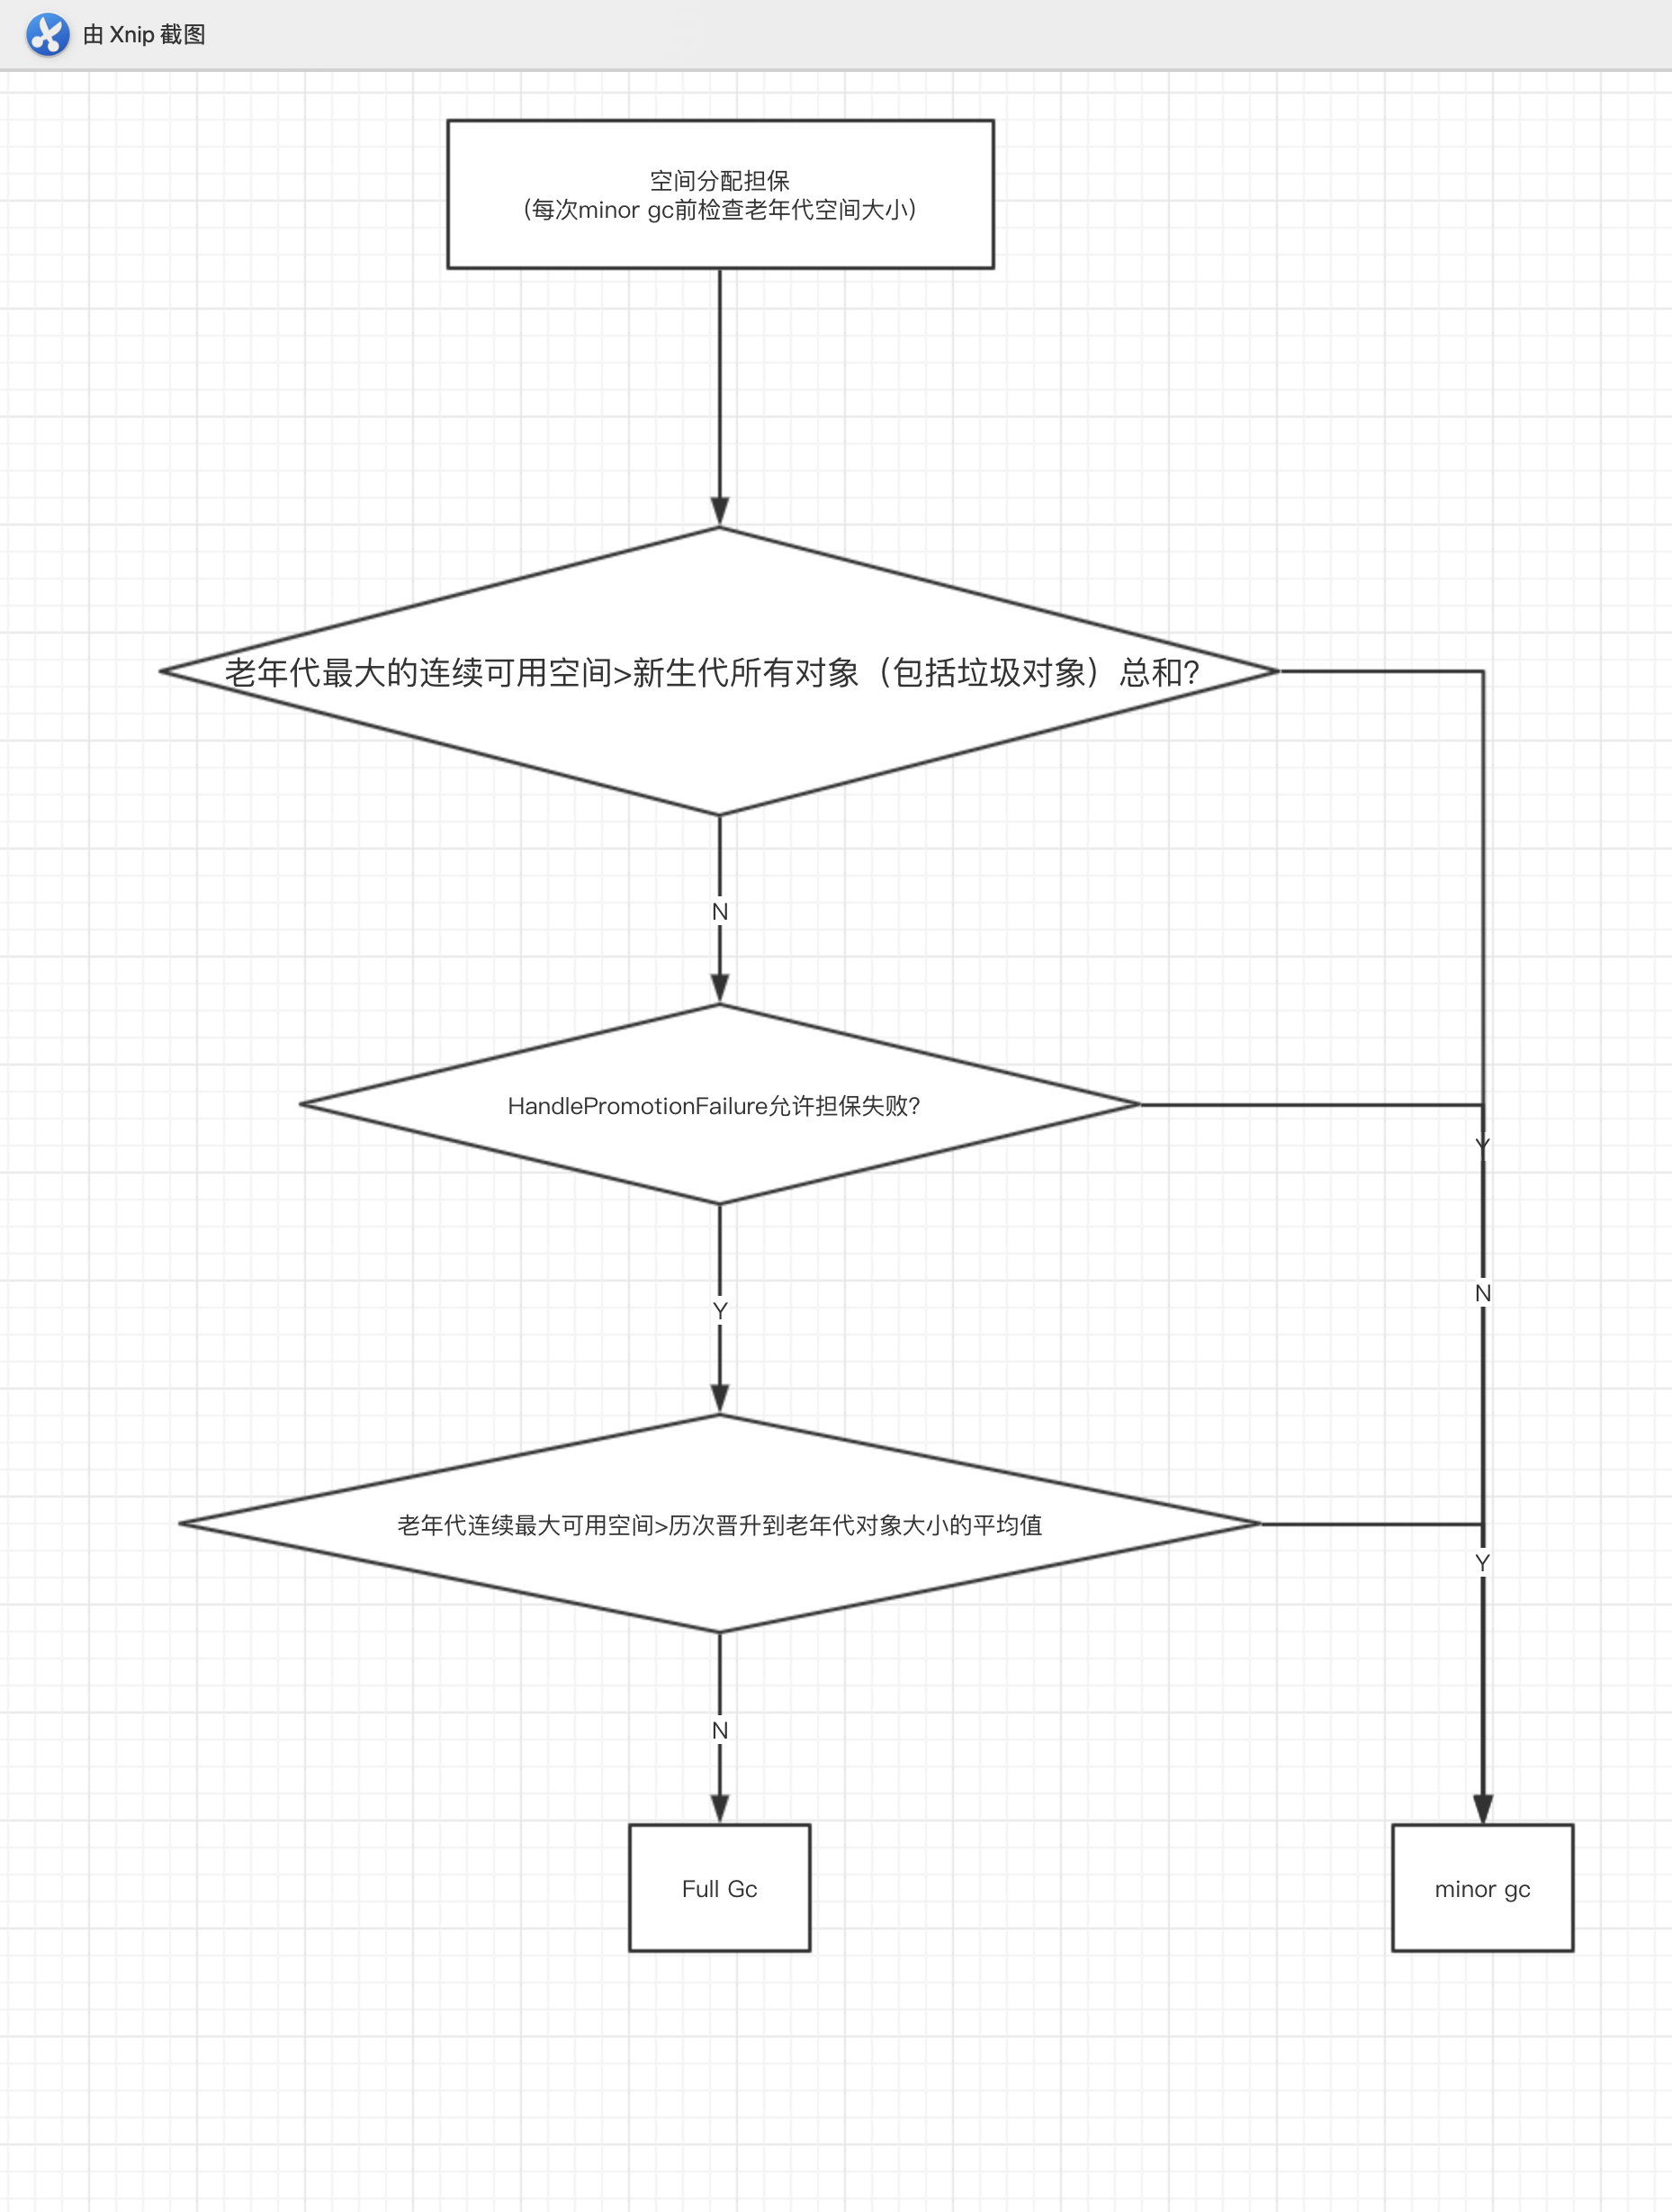 由 Xnip 截图
空间分配担保
（每次minor gc前检查老年代空间大小）
老年代最大的连续可用空间>新生代所有对象（包括垃圾对象）总和?
N
HandlePromotionFailure允许担保失败?
Y
N
Y
老年代连续最大可用空间>历次晋升到老年代对象大小的平均值
Y
N
Full Gc
minor gc